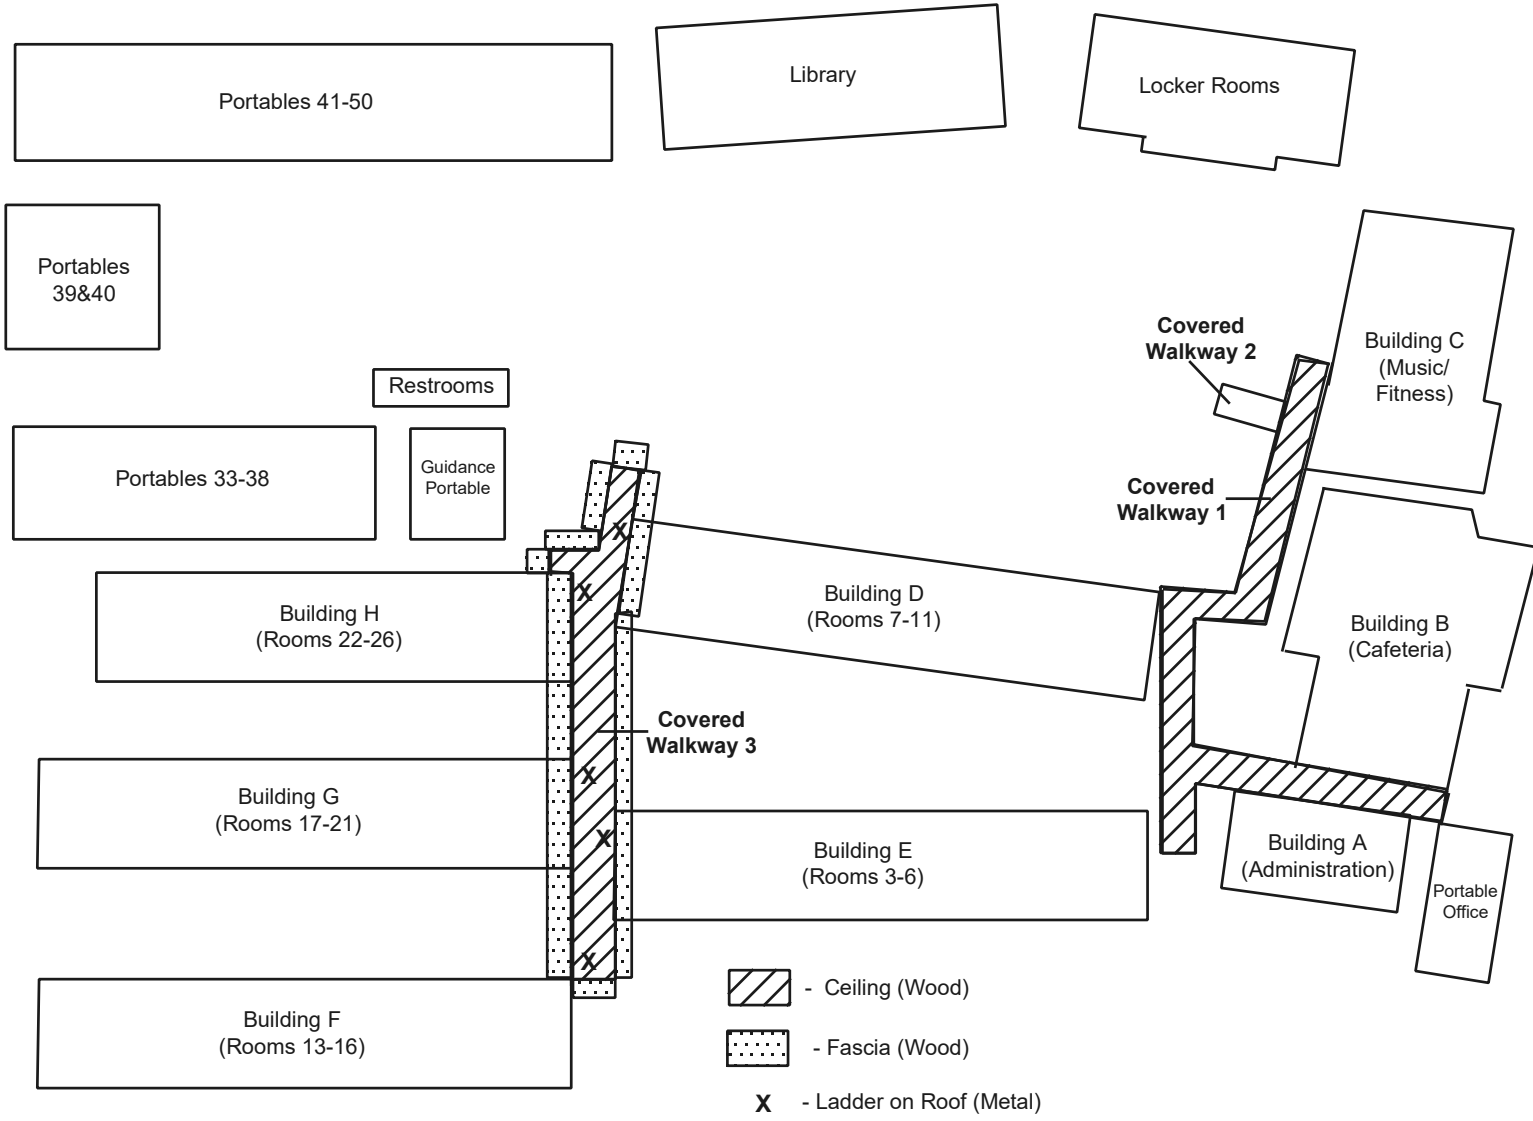 Portables 41-50
Library
Locker Rooms
Portables
39&40
Covered
Walkway 2
Building C
(Music/
Fitness)
Restrooms
Portables 33-38
Guidance
Portable
Covered
Walkway 1
X
X
Building H
(Rooms 22-26)
Building D
(Rooms 7-11)
Building B
(Cafeteria)
Covered
Walkway 3
X
Building G
(Rooms 17-21)
X
Building E
(Rooms 3-6)
Building A
(Administration)
Portable
Office
X
- Ceiling (Wood)
Building F
(Rooms 13-16)
- Fascia (Wood)
X - Ladder on Roof (Metal)